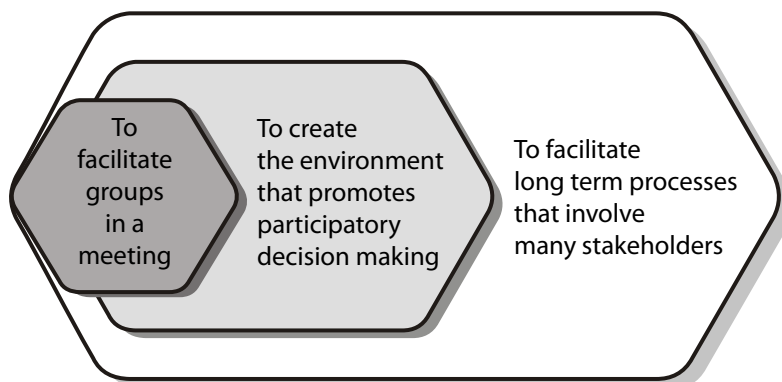 To
facilitate
groups
in a
meeting
To create
the environment
that promotes
participatory
decision making
To facilitate
long term processes
that involve
many stakeholders